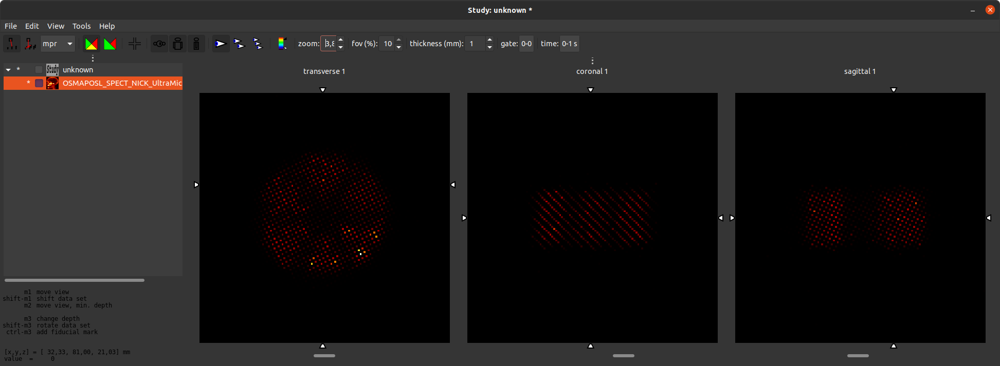 Study: unknown *
File Edit View Tools Help
mpr zoom: 3,8 fov (%): 10 thickness (mm): 1 gate: 0-0 time: 0-1 s
* Study unknown
* OSMAPOSL_SPECT_NICK_UltraMic
transverse 1
coronal 1
sagittal 1
m1 move view
shift-m1 shift data set
m2 move view, min. depth
m3 change depth
shift-m3 rotate data set
ctrl-m3 add fiducial mark
[x,y,z] = [ 32,33, 81,00, 21,03] mm
value = 0